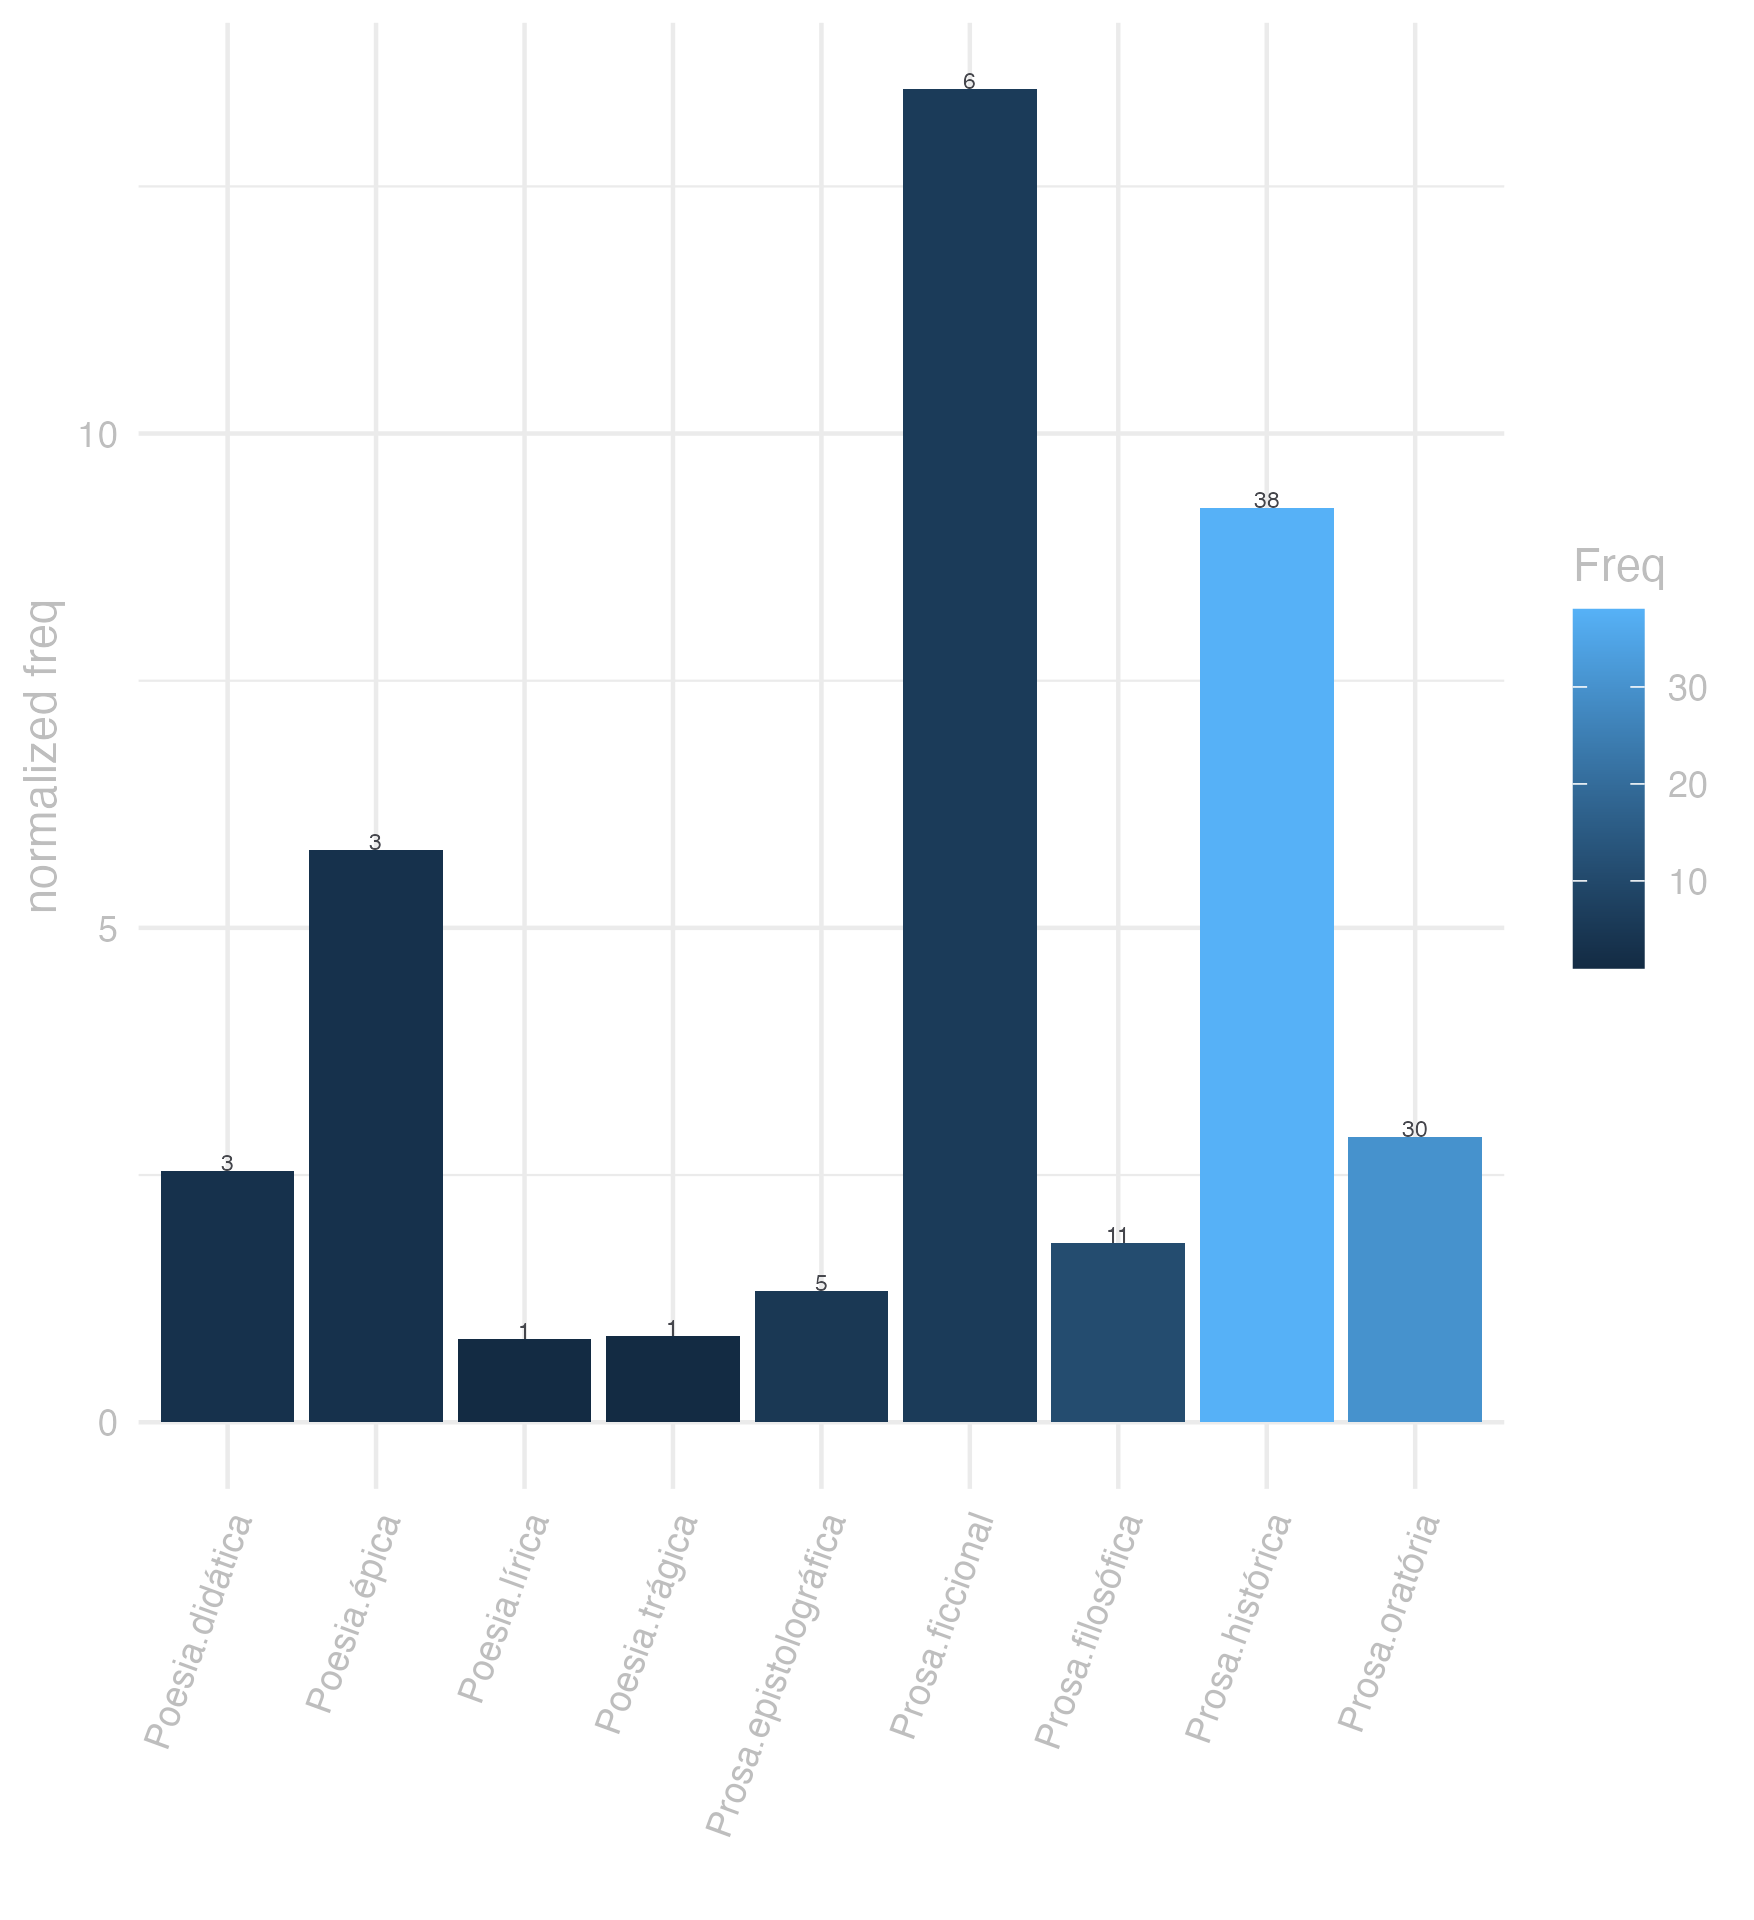 normalized freq
10
5
0
3
3
1
1
5
6
11
38
30
Poesia.didática
Poesia.épica
Poesia.lírica
Poesia.trágica
Prosa.epistolográfica
Prosa.ficcional
Prosa.filosófica
Prosa.histórica
Prosa.oratória
Freq
30
20
10